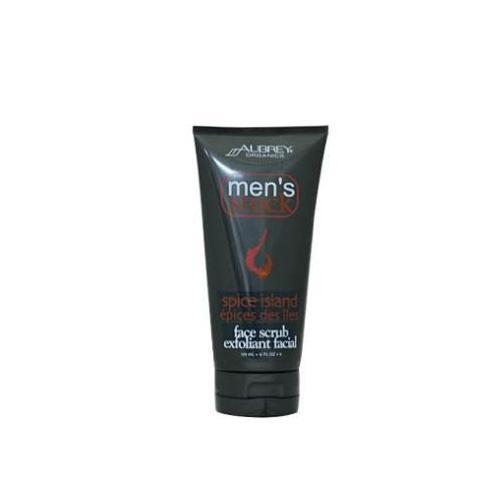 AUBREY
ORGANICS
men's
stock
spice island
épices des îles
face scrub
exfoliant facial